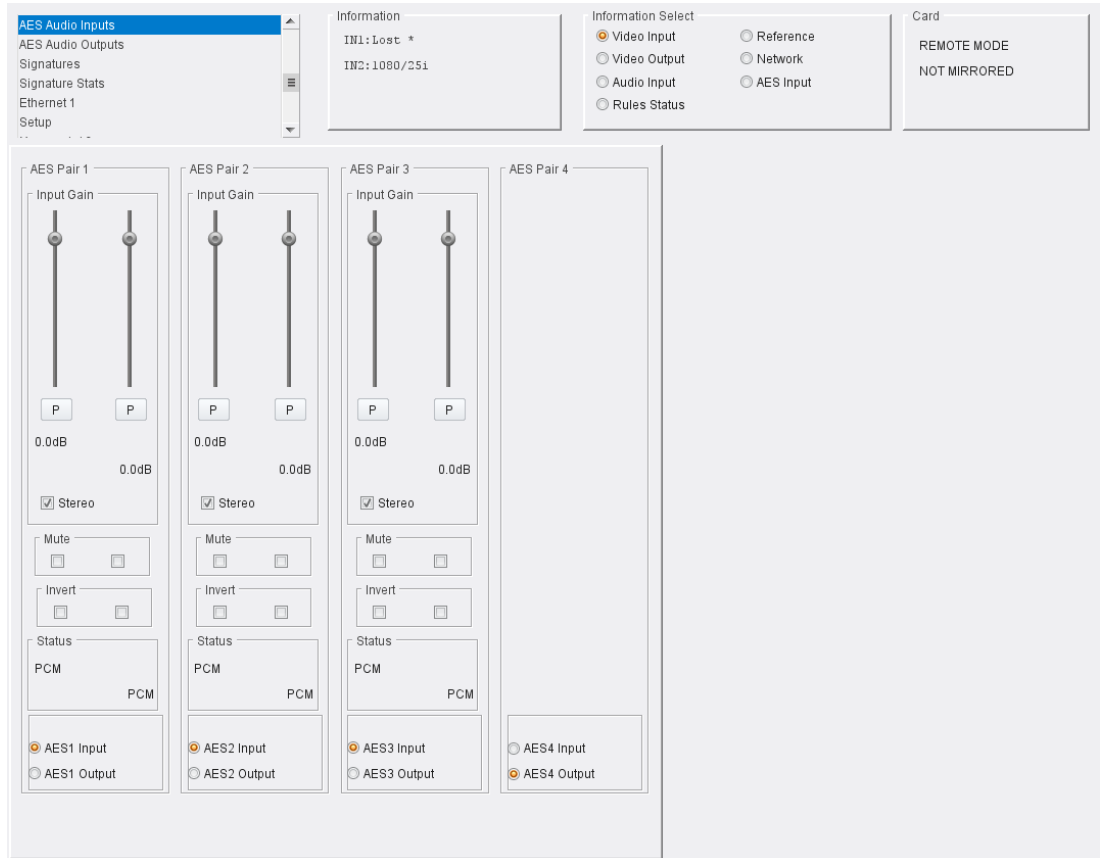 AES Audio Inputs
AES Audio Outputs
Signatures
Signature Stats
Ethernet 1
Setup
Information
IN1:Lost *
IN2:1080/25i
Information Select
Video Input
Reference
Video Output
Network
Audio Input
AES Input
Rules Status
Card
REMOTE MODE
NOT MIRRORED
AES Pair 1
Input Gain
P P
0.0dB
0.0dB
Stereo
Mute
Invert
Status
PCM
PCM
AES1 Input
AES1 Output
AES Pair 2
Input Gain
P P
0.0dB
0.0dB
Stereo
Mute
Invert
Status
PCM
PCM
AES2 Input
AES2 Output
AES Pair 3
Input Gain
P P
0.0dB
0.0dB
Stereo
Mute
Invert
Status
PCM
PCM
AES3 Input
AES3 Output
AES Pair 4
AES4 Input
AES4 Output